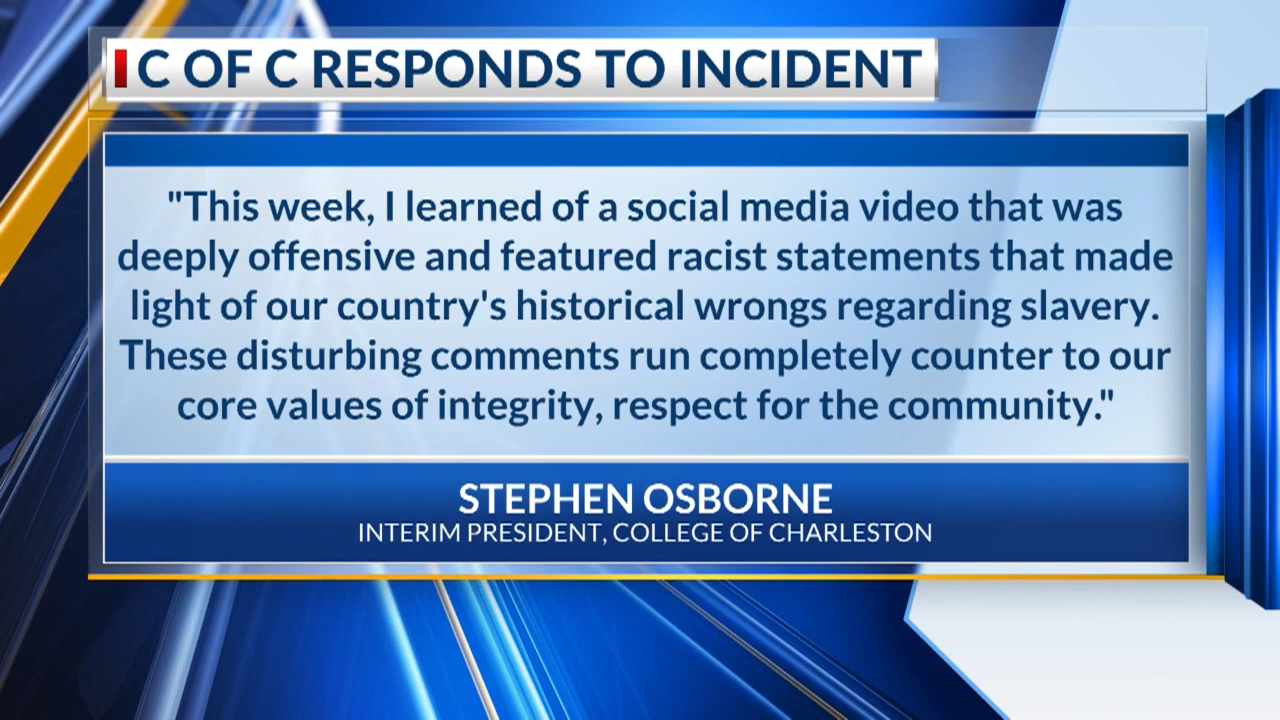 C OF C RESPONDS TO INCIDENT
"This week, I learned of a social media video that was
deeply offensive and featured racist statements that made
light of our country's historical wrongs regarding slavery.
These disturbing comments run completely counter to our
core values of integrity, respect for the community."
STEPHEN OSBORNE
INTERIM PRESIDENT, COLLEGE OF CHARLESTON